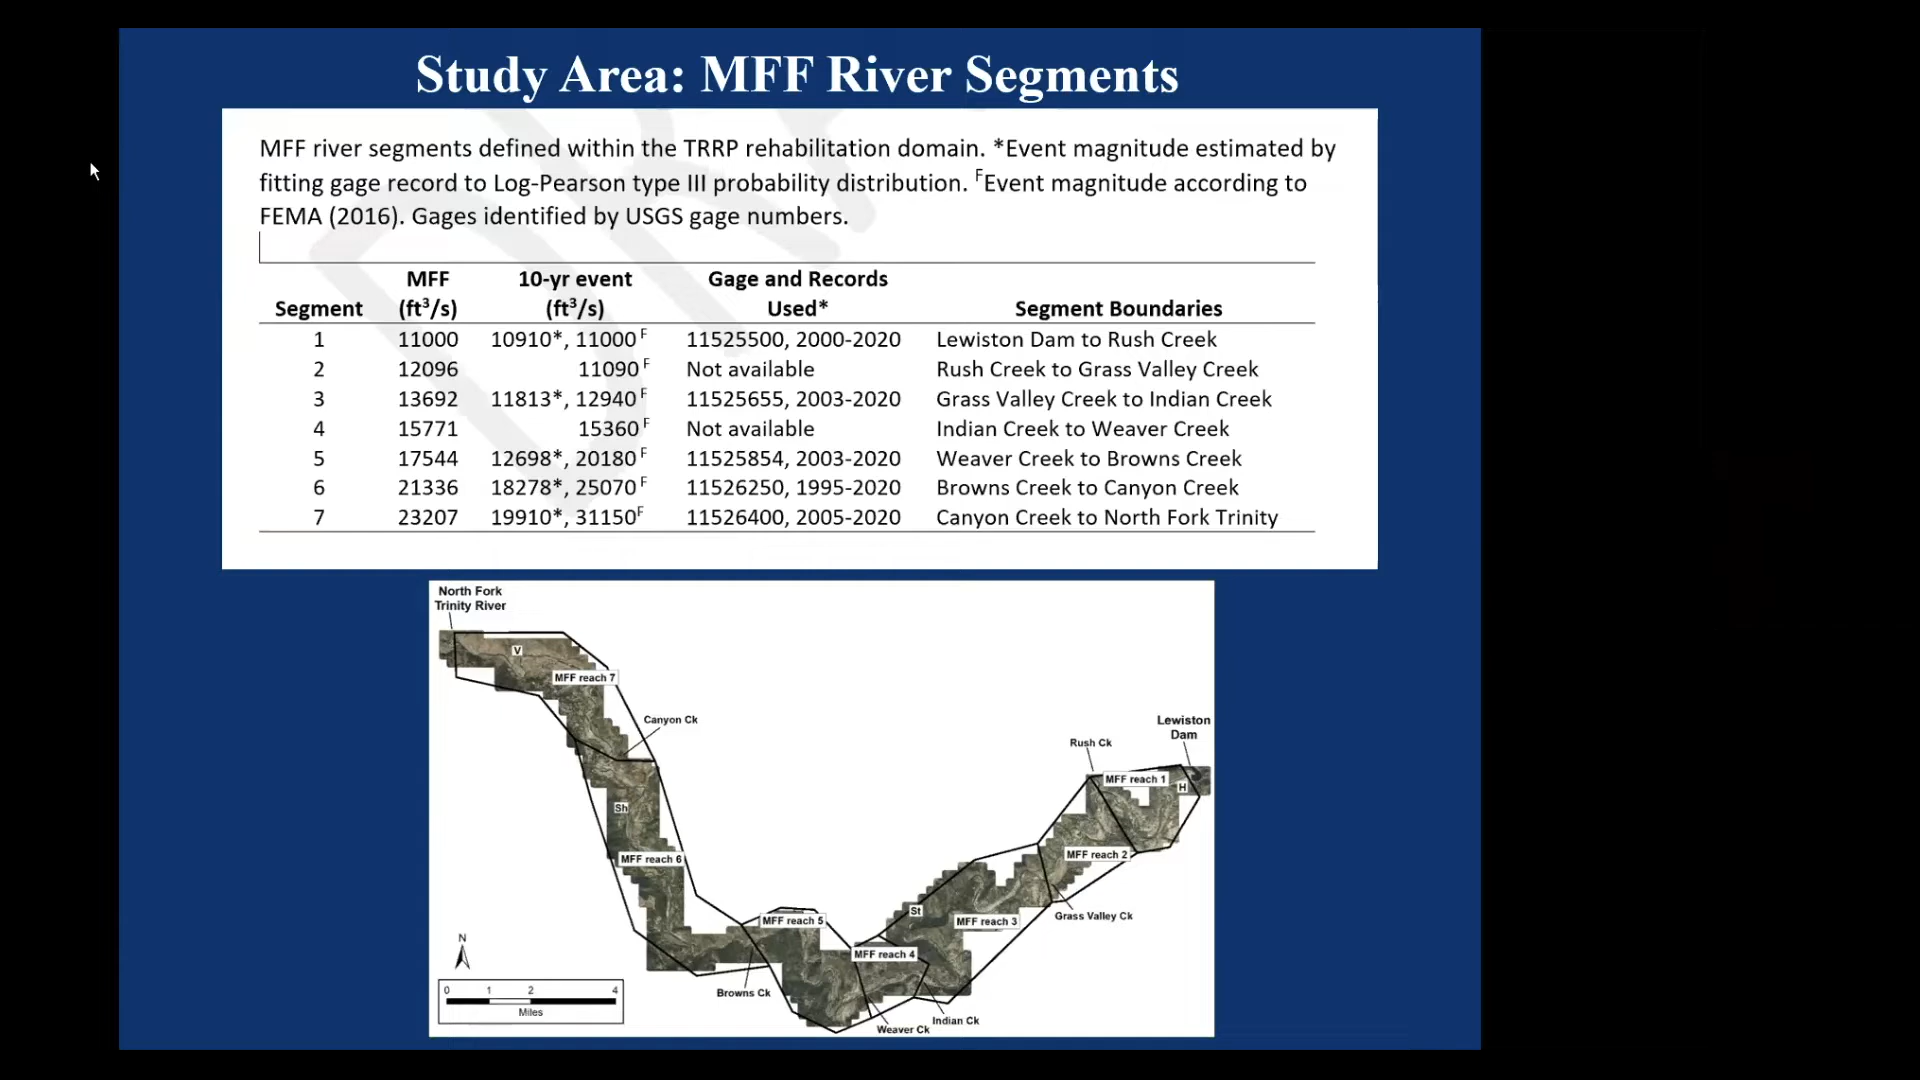 Study Area: MFF River Segments
MFF river segments defined within the TRRP rehabilitation domain. *Event magnitude estimated by
fitting gage record to Log-Pearson type III probability distribution. FEvent magnitude according to
FEMA (2016). Gages identified by USGS gage numbers.
MFF 10-yr event Gage and Records
Segment (ft³/s) (ft³/s) Used* Segment Boundaries
1 11000 10910*, 11000 F 11525500, 2000-2020 Lewiston Dam to Rush Creek
2 12096 11090 F Not available Rush Creek to Grass Valley Creek
3 13692 11813*, 12940 F 11525655, 2003-2020 Grass Valley Creek to Indian Creek
4 15771 15360 F Not available Indian Creek to Weaver Creek
5 17544 12698*, 20180 F 11525854, 2003-2020 Weaver Creek to Browns Creek
6 21336 18278*, 25070 F 11526250, 1995-2020 Browns Creek to Canyon Creek
7 23207 19910*, 31150F 11526400, 2005-2020 Canyon Creek to North Fork Trinity
North Fork
Trinity River
V
MFF reach 7
Canyon Ck
Lewiston
Dam
Rush Ck
MFF reach 1
H
Sh
MFF reach 6
MFF reach 2
St
Grass Valley Ck
MFF reach 5
MFF reach 3
MFF reach 4
N
Browns Ck
0 1 2 4
Miles
Indian Ck
Weaver Ck